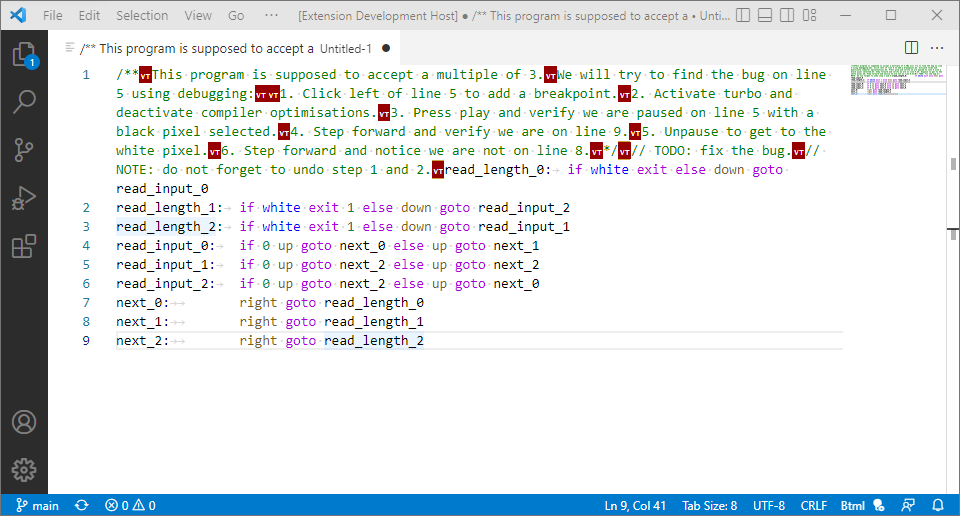 File Edit Selection View Go ··· [Extension Development Host] ● /** This program is supposed to accept a • Unti...
/** This program is supposed to accept a Untitled-1 ●
1
1 /**VTThis program is supposed to accept a multiple of 3.VTWe will try to find the bug on line
5 using debugging:VTVT1. Click left of line 5 to add a breakpoint.VT2. Activate turbo and
deactivate compiler optimisations.VT3. Press play and verify we are paused on line 5 with a
black pixel selected.VT4. Step forward and verify we are on line 9.VT5. Unpause to get to the
white pixel.VT6. Step forward and notice we are not on line 8.VT*/VT// TODO: fix the bug.VT//
NOTE: do not forget to undo step 1 and 2.VTread_length_0: if white exit else down goto
read_input_0
2 read_length_1: if white exit 1 else down goto read_input_2
3 read_length_2: if white exit 1 else down goto read_input_1
4 read_input_0: if 0 up goto next_0 else up goto next_1
5 read_input_1: if 0 up goto next_2 else up goto next_2
6 read_input_2: if 0 up goto next_2 else up goto next_0
7 next_0: right goto read_length_0
8 next_1: right goto read_length_1
9 next_2: right goto read_length_2
main 0 0 Ln 9, Col 41 Tab Size: 8 UTF-8 CRLF Btml